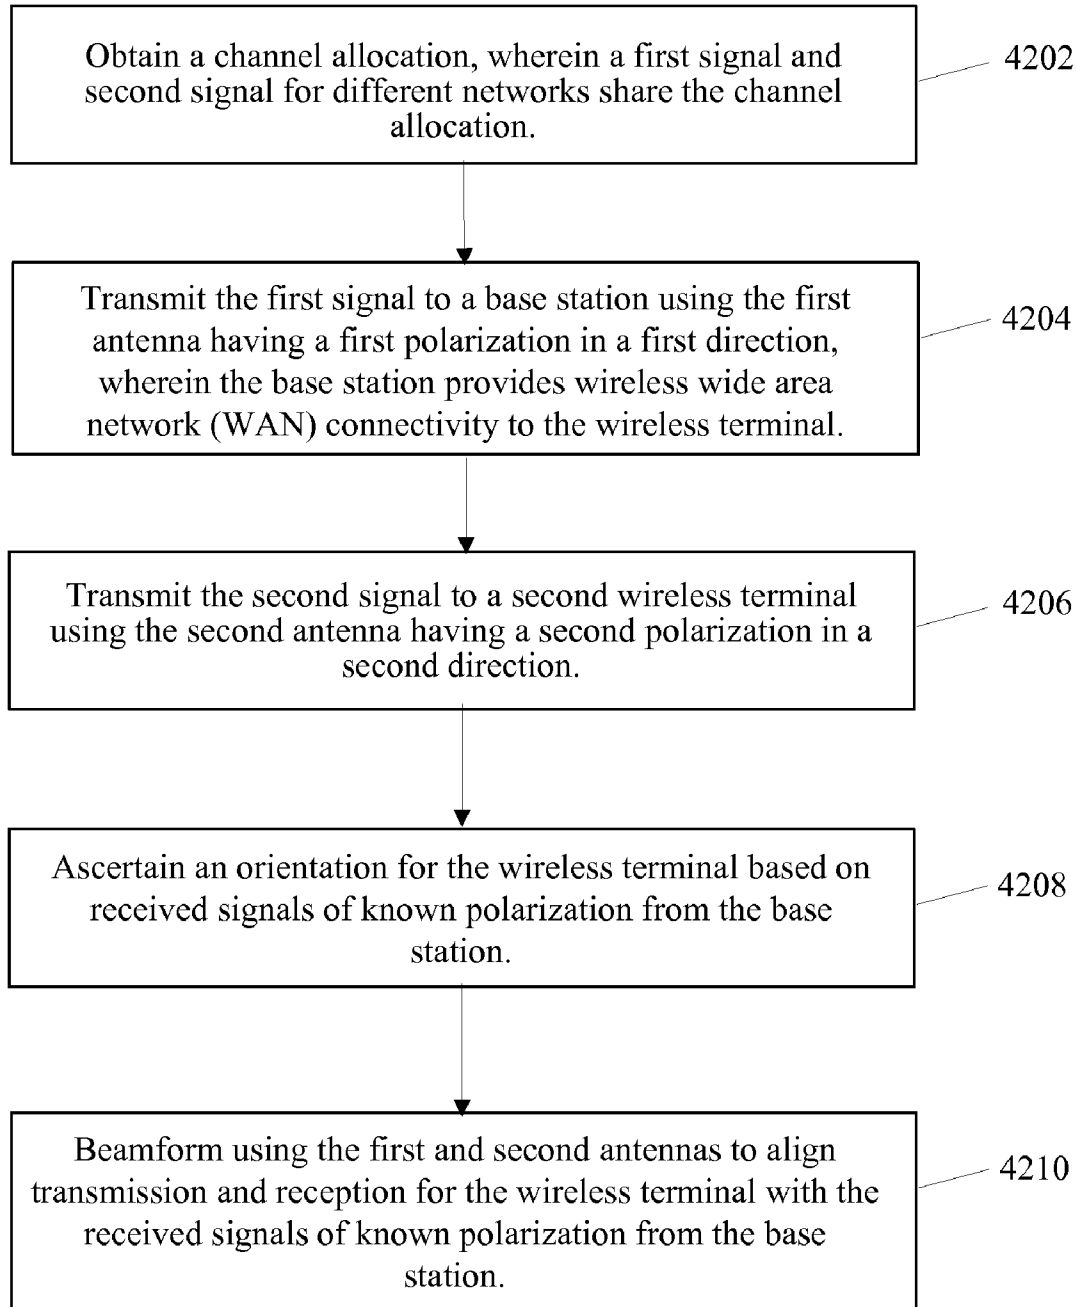 Obtain a channel allocation, wherein a first signal and
second signal for different networks share the channel
allocation.
4202
Transmit the first signal to a base station using the first
antenna having a first polarization in a first direction,
wherein the base station provides wireless wide area
network (WAN) connectivity to the wireless terminal.
4204
Transmit the second signal to a second wireless terminal
using the second antenna having a second polarization in a
second direction.
4206
Ascertain an orientation for the wireless terminal based on
received signals of known polarization from the base
station.
4208
Beamform using the first and second antennas to align
transmission and reception for the wireless terminal with the
received signals of known polarization from the base
station.
4210